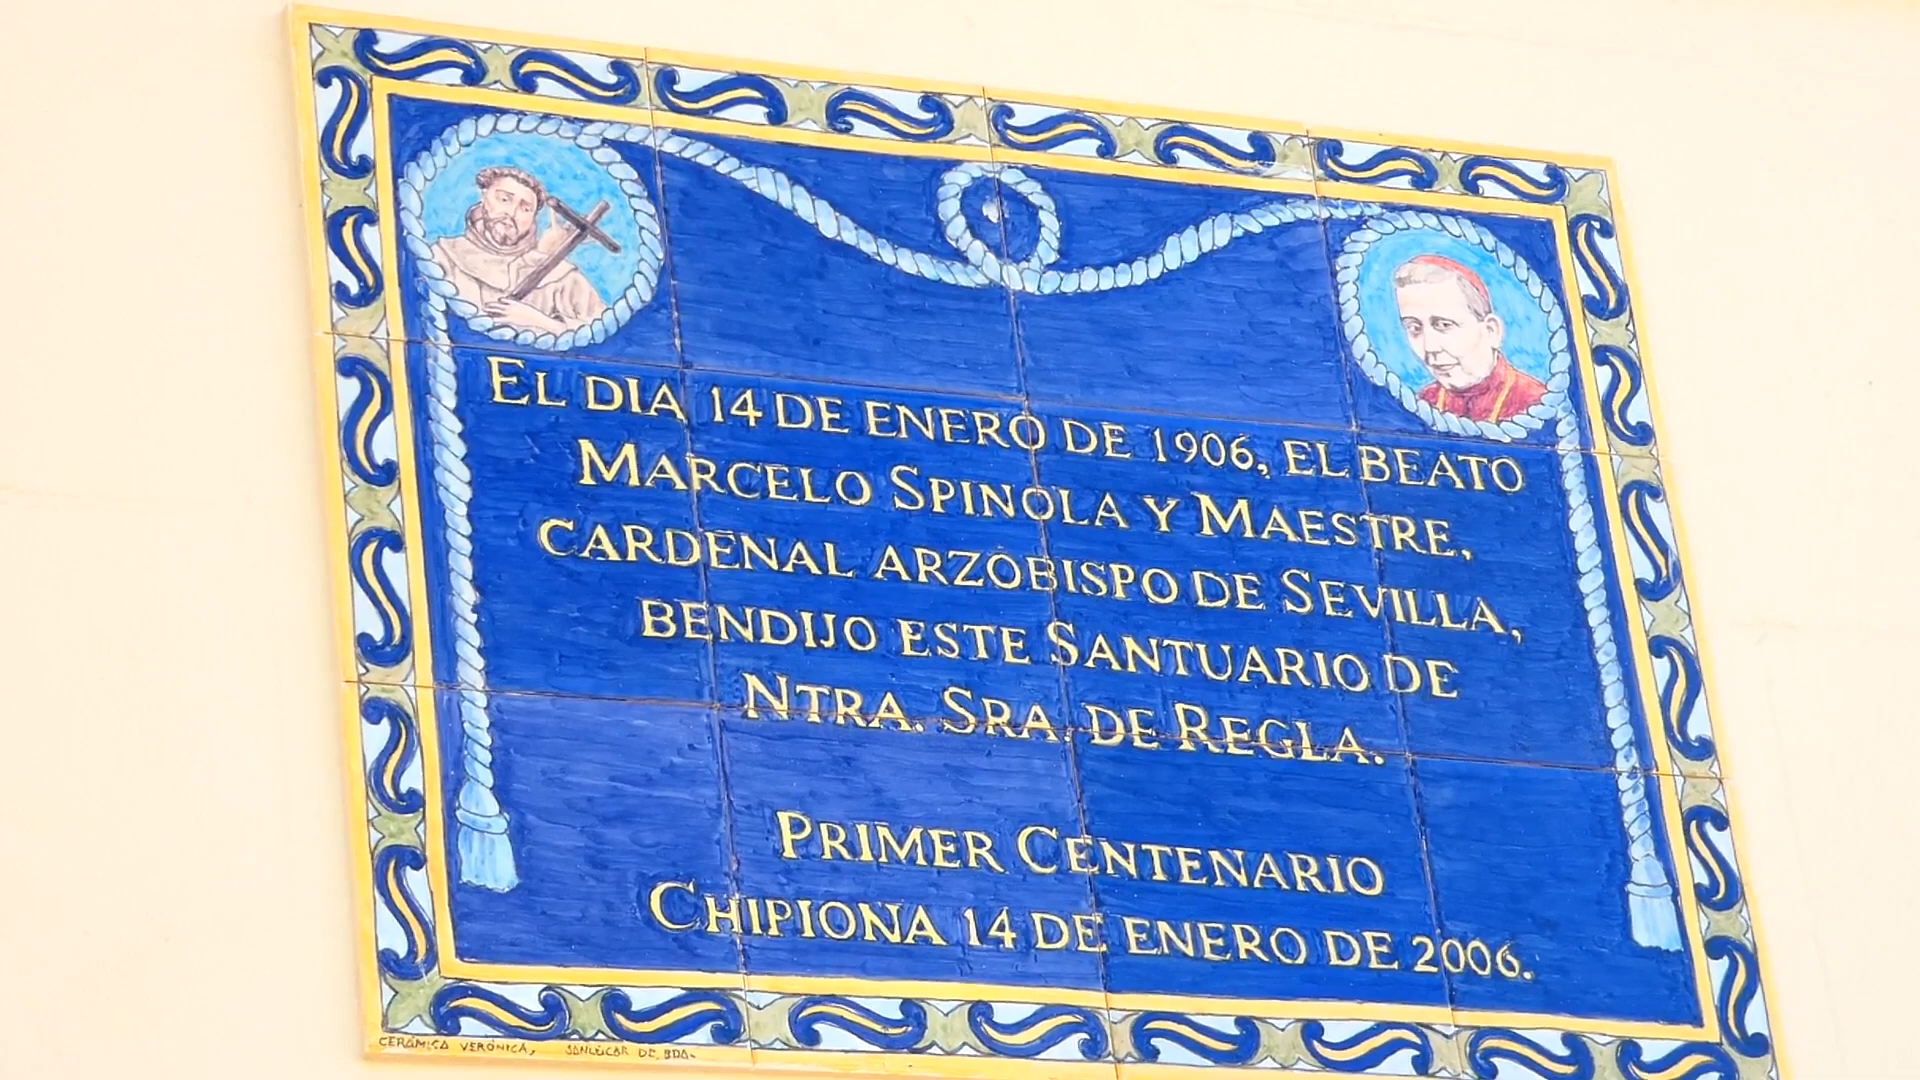 EL DIA 14 DE ENERO DE 1906, EL BEATO
MARCELO SPINOLA Y MAESTRE,
CARDENAL ARZOBISPO DE SEVILLA,
BENDIJO ESTE SANTUARIO DE
NTRA. SRA. DE REGLA.
PRIMER CENTENARIO
CHIPIONA 14 DE ENERO DE 2006.
CERÁMICA VERÓNICA, SANLÚCAR DE BDA.